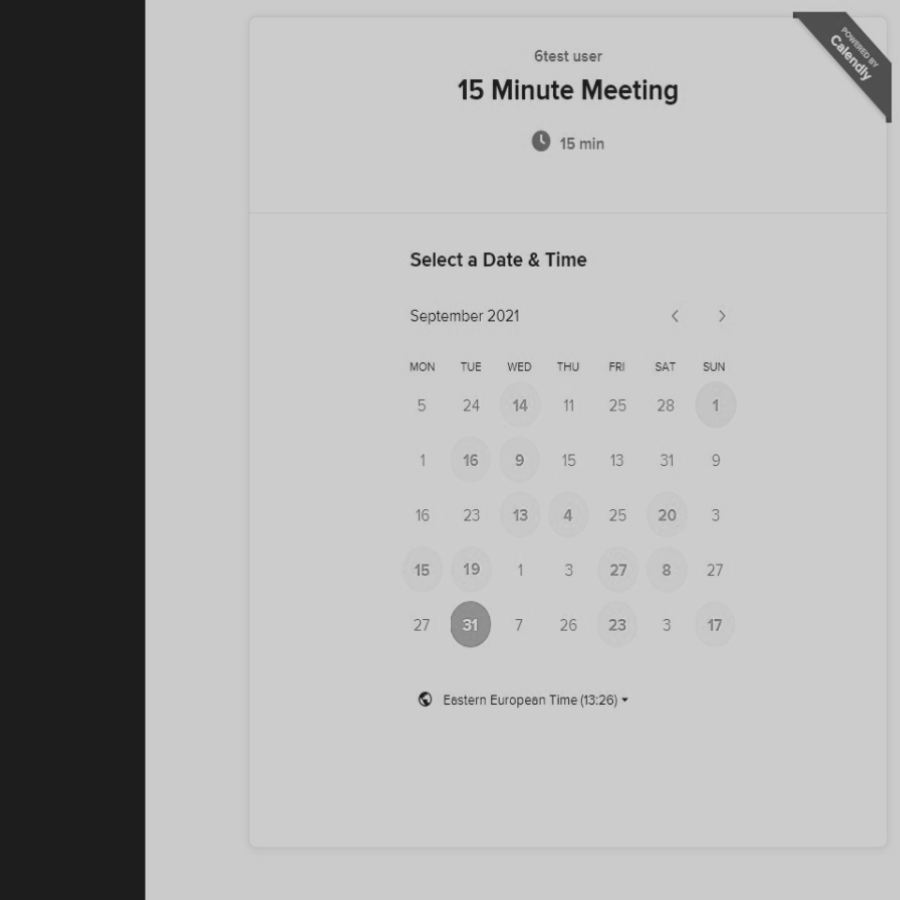 POWERED BY
Calendly
6test user
15 Minute Meeting
15 min
Select a Date & Time
September 2021
MON TUE WED THU FRI SAT SUN
5 24 14 11 25 28 1
1 16 9 15 13 31 9
16 23 13 4 25 20 3
15 19 1 3 27 8 27
27 31 7 26 23 3 17
Eastern European Time (13:26)